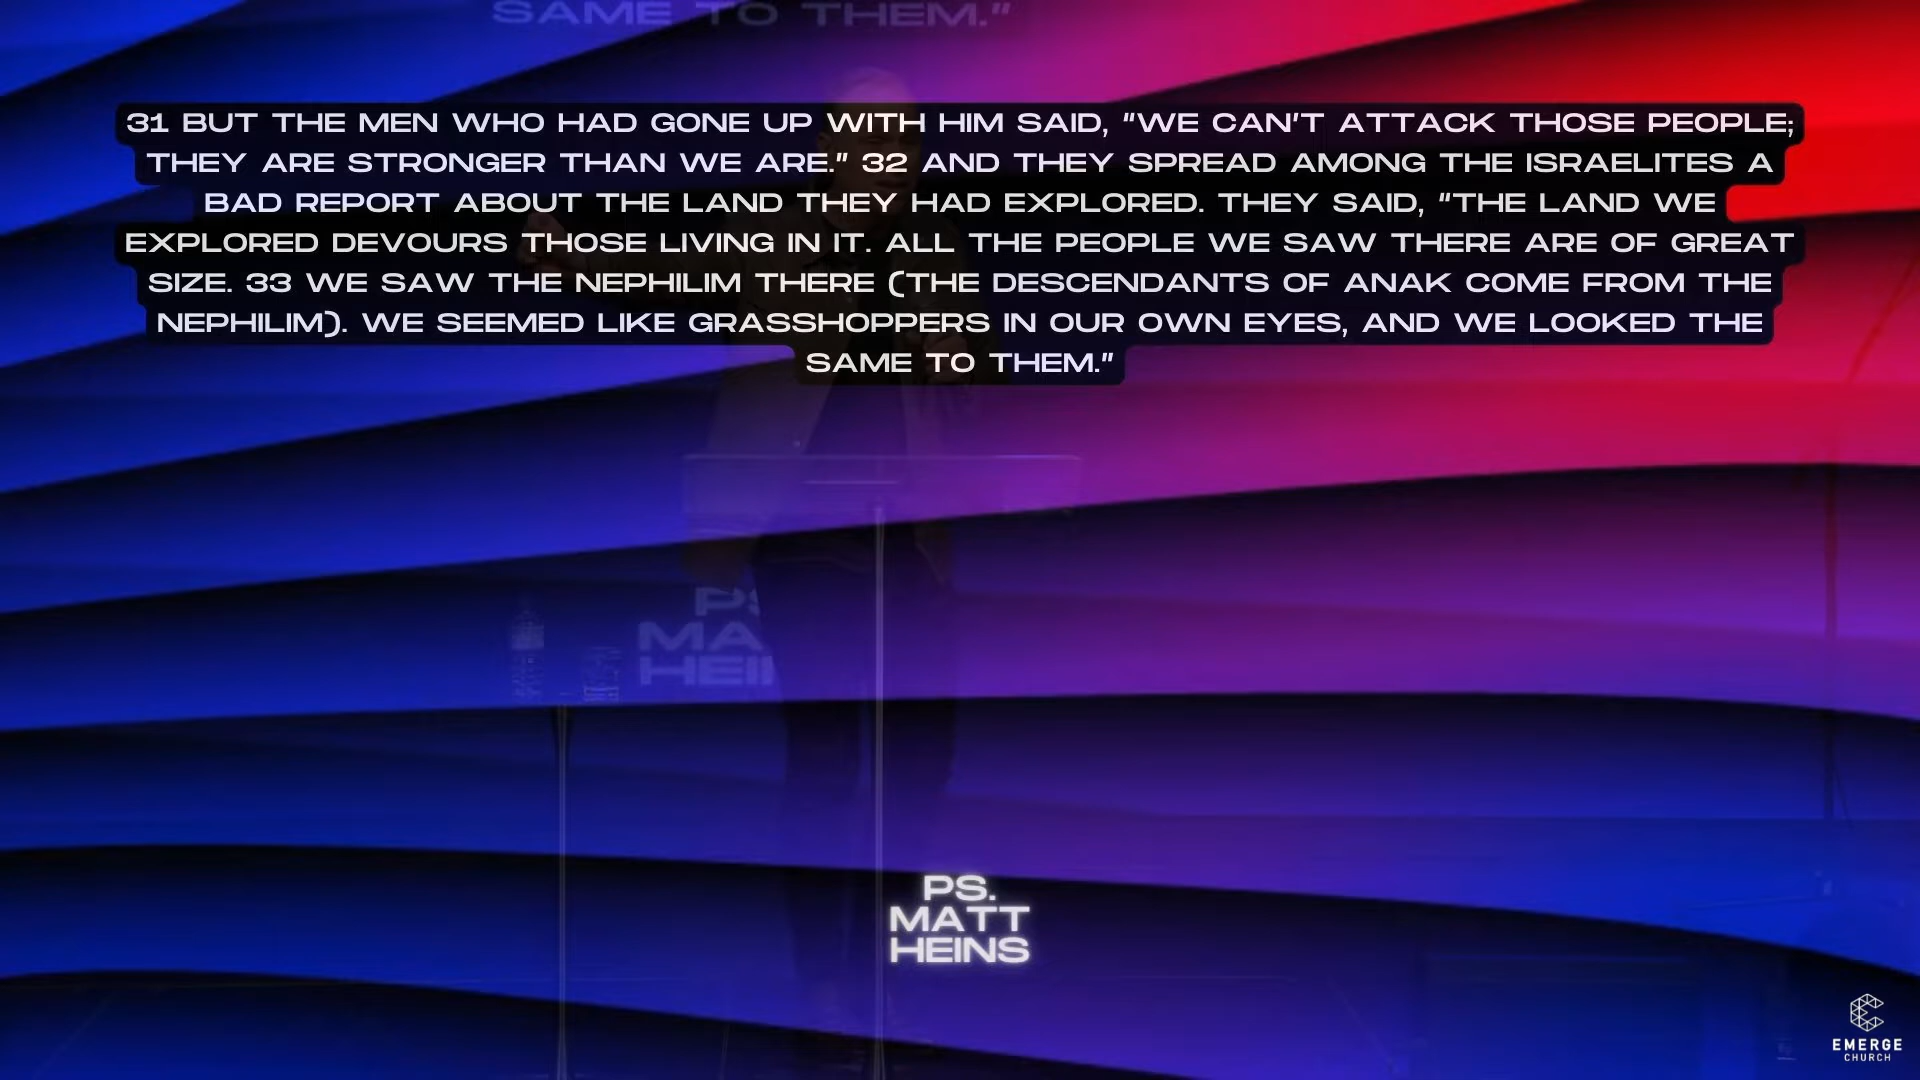 SAME TO THEM.”
31 BUT THE MEN WHO HAD GONE UP WITH HIM SAID, “WE CAN’T ATTACK THOSE PEOPLE;
THEY ARE STRONGER THAN WE ARE.” 32 AND THEY SPREAD AMONG THE ISRAELITES A
BAD REPORT ABOUT THE LAND THEY HAD EXPLORED. THEY SAID, “THE LAND WE
EXPLORED DEVOURS THOSE LIVING IN IT. ALL THE PEOPLE WE SAW THERE ARE OF GREAT
SIZE. 33 WE SAW THE NEPHILIM THERE (THE DESCENDANTS OF ANAK COME FROM THE
NEPHILIM). WE SEEMED LIKE GRASSHOPPERS IN OUR OWN EYES, AND WE LOOKED THE
SAME TO THEM.”
PS.
MATT
HEINS
EMERGE
CHURCH